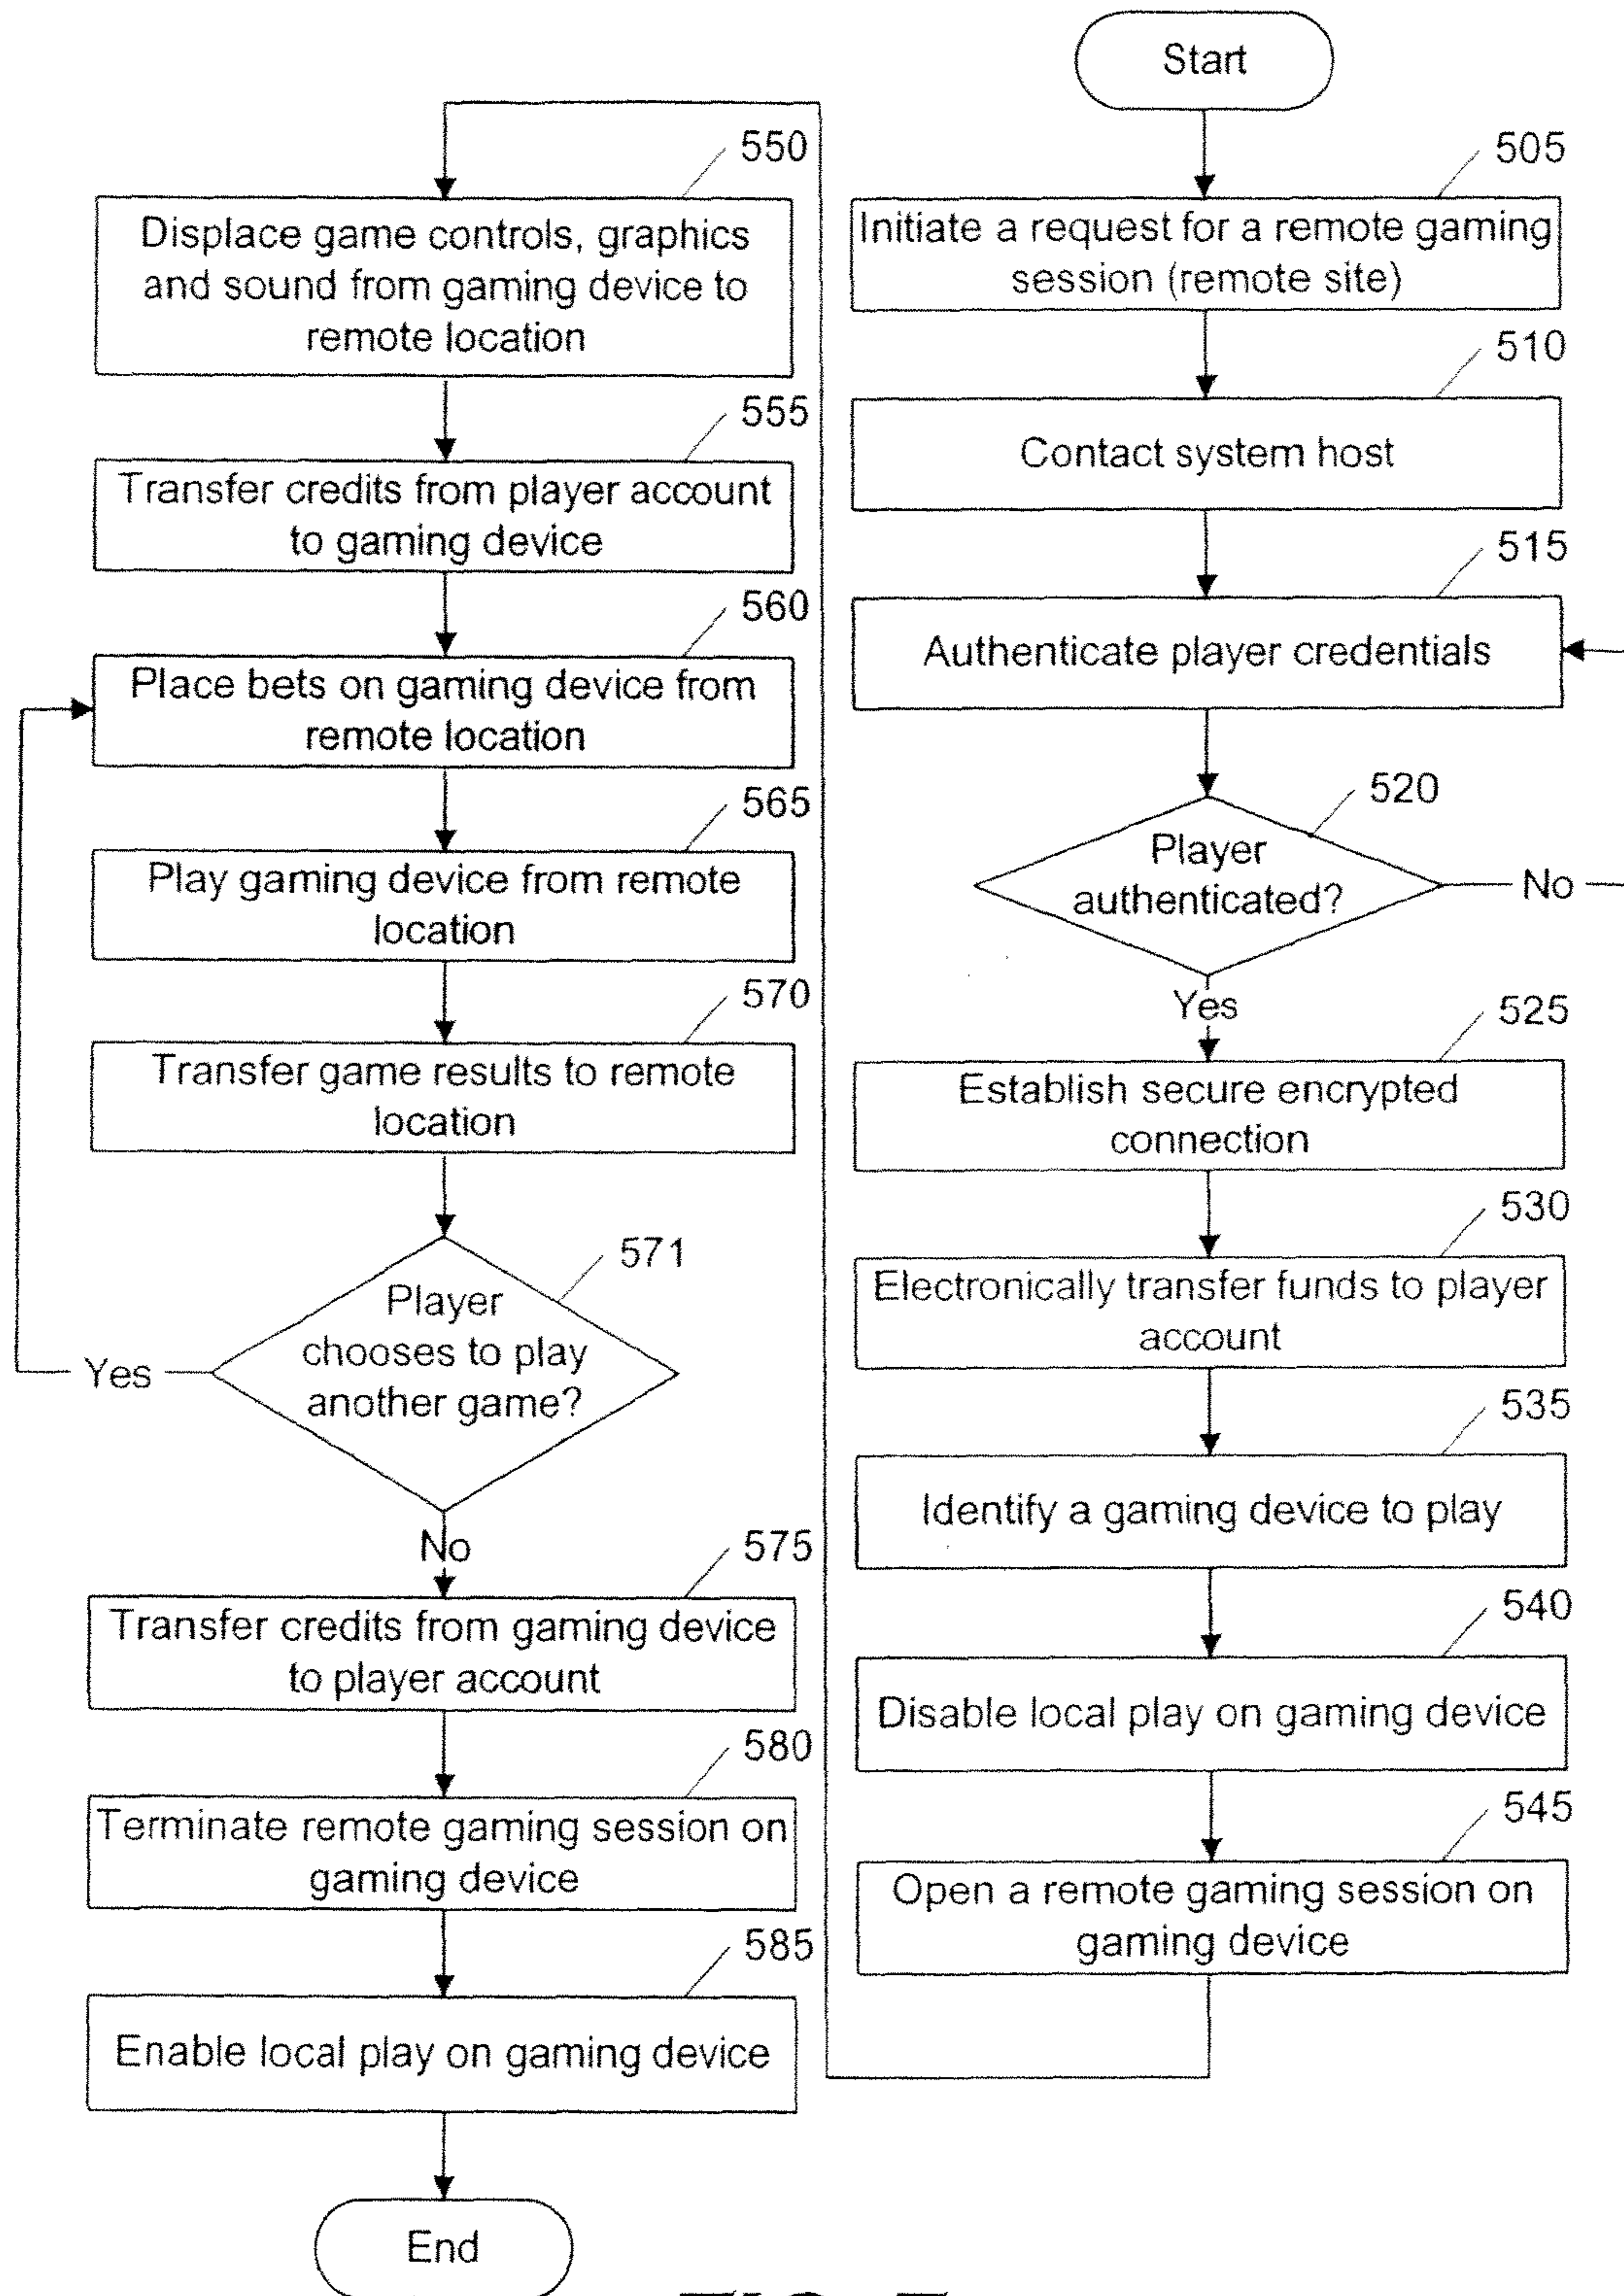 Start
505
Initiate a request for a remote gaming
session (remote site)
510
Contact system host
515
Authenticate player credentials
520
Player
authenticated?
No
Yes
525
Establish secure encrypted
connection
530
Electronically transfer funds to player
account
535
Identify a gaming device to play
540
Disable local play on gaming device
545
Open a remote gaming session on
gaming device
550
Displace game controls, graphics
and sound from gaming device to
remote location
555
Transfer credits from player account
to gaming device
560
Place bets on gaming device from
remote location
565
Play gaming device from remote
location
570
Transfer game results to remote
location
571
Player
chooses to play
another game?
Yes
No
575
Transfer credits from gaming device
to player account
580
Terminate remote gaming session on
gaming device
585
Enable local play on gaming device
End